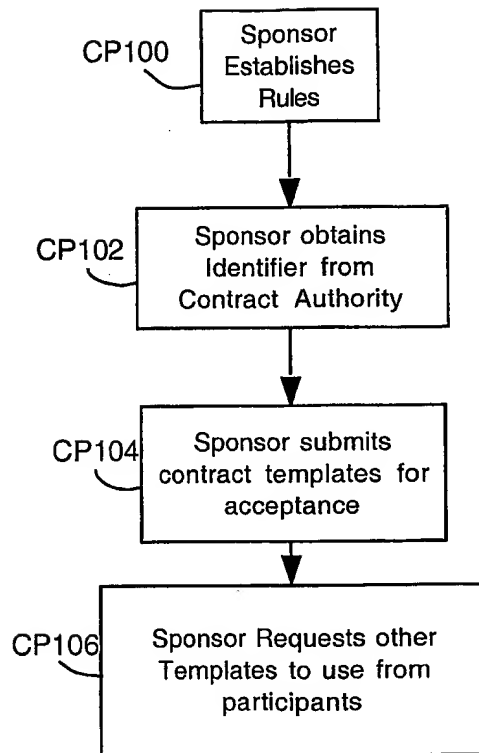 CP100
Sponsor
Establishes
Rules
CP102
Sponsor obtains
Identifier from
Contract Authority
CP104
Sponsor submits
contract templates for
acceptance
CP106
Sponsor Requests other
Templates to use from
participants